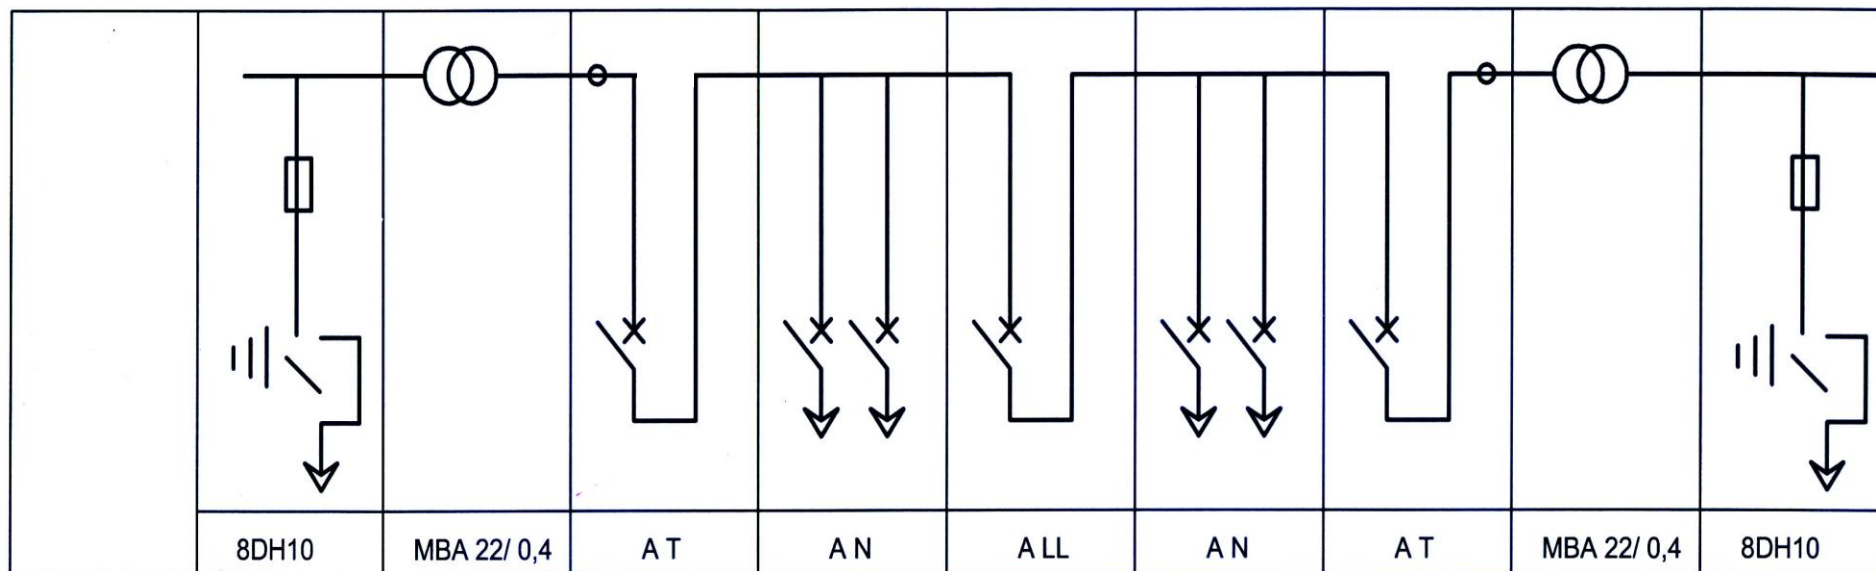 8DH10 MBA 22/ 0,4 A T A N A LL A N A T MBA 22/ 0,4 8DH10